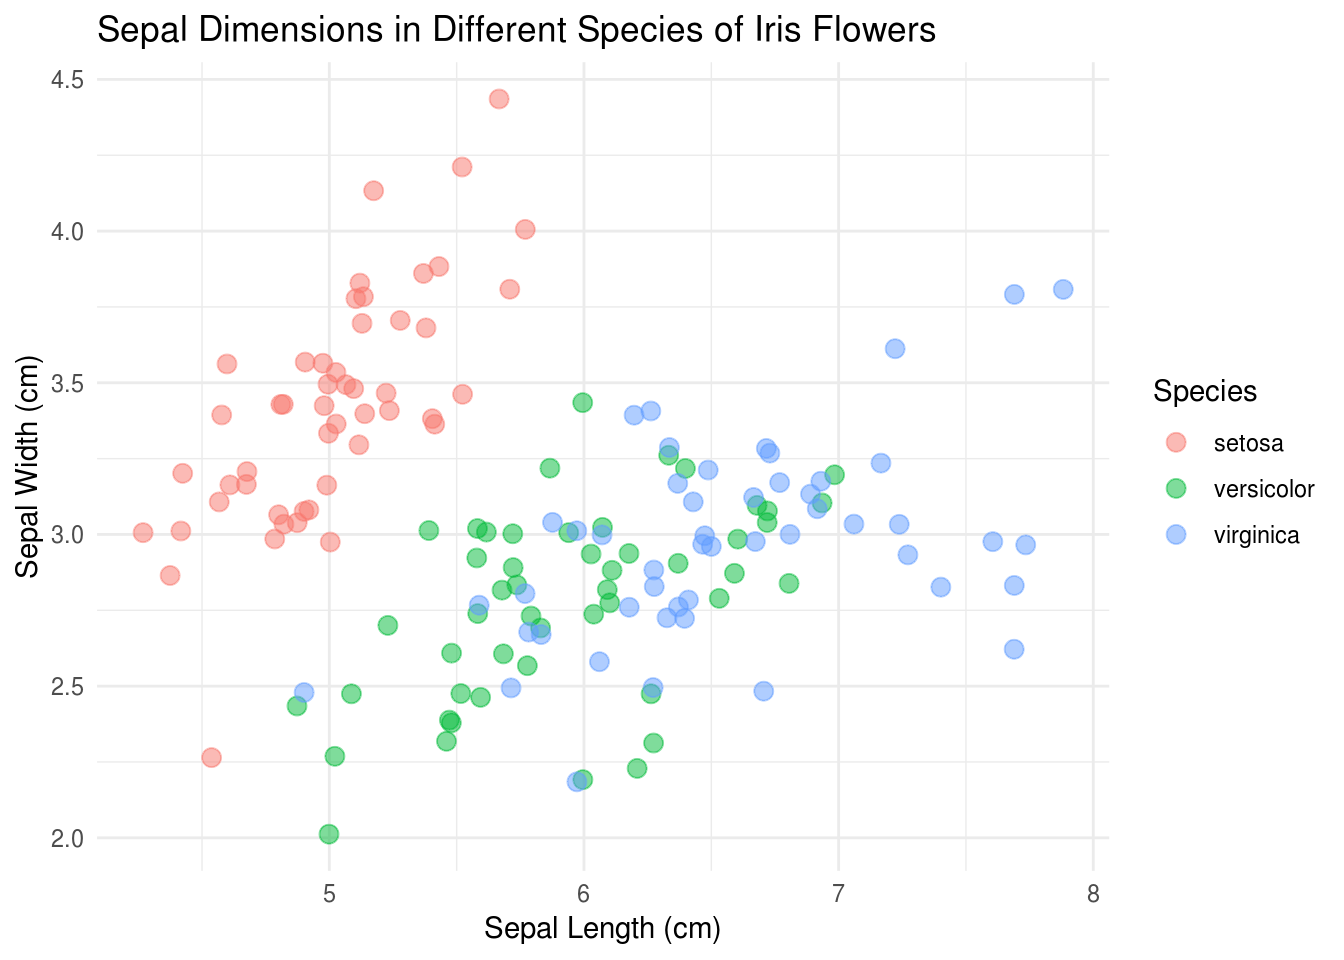 Sepal Dimensions in Different Species of Iris Flowers
4.5
4.0
3.5
3.0
2.5
2.0
Sepal Width (cm)
5 6 7 8
Sepal Length (cm)
Species
setosa
versicolor
virginica